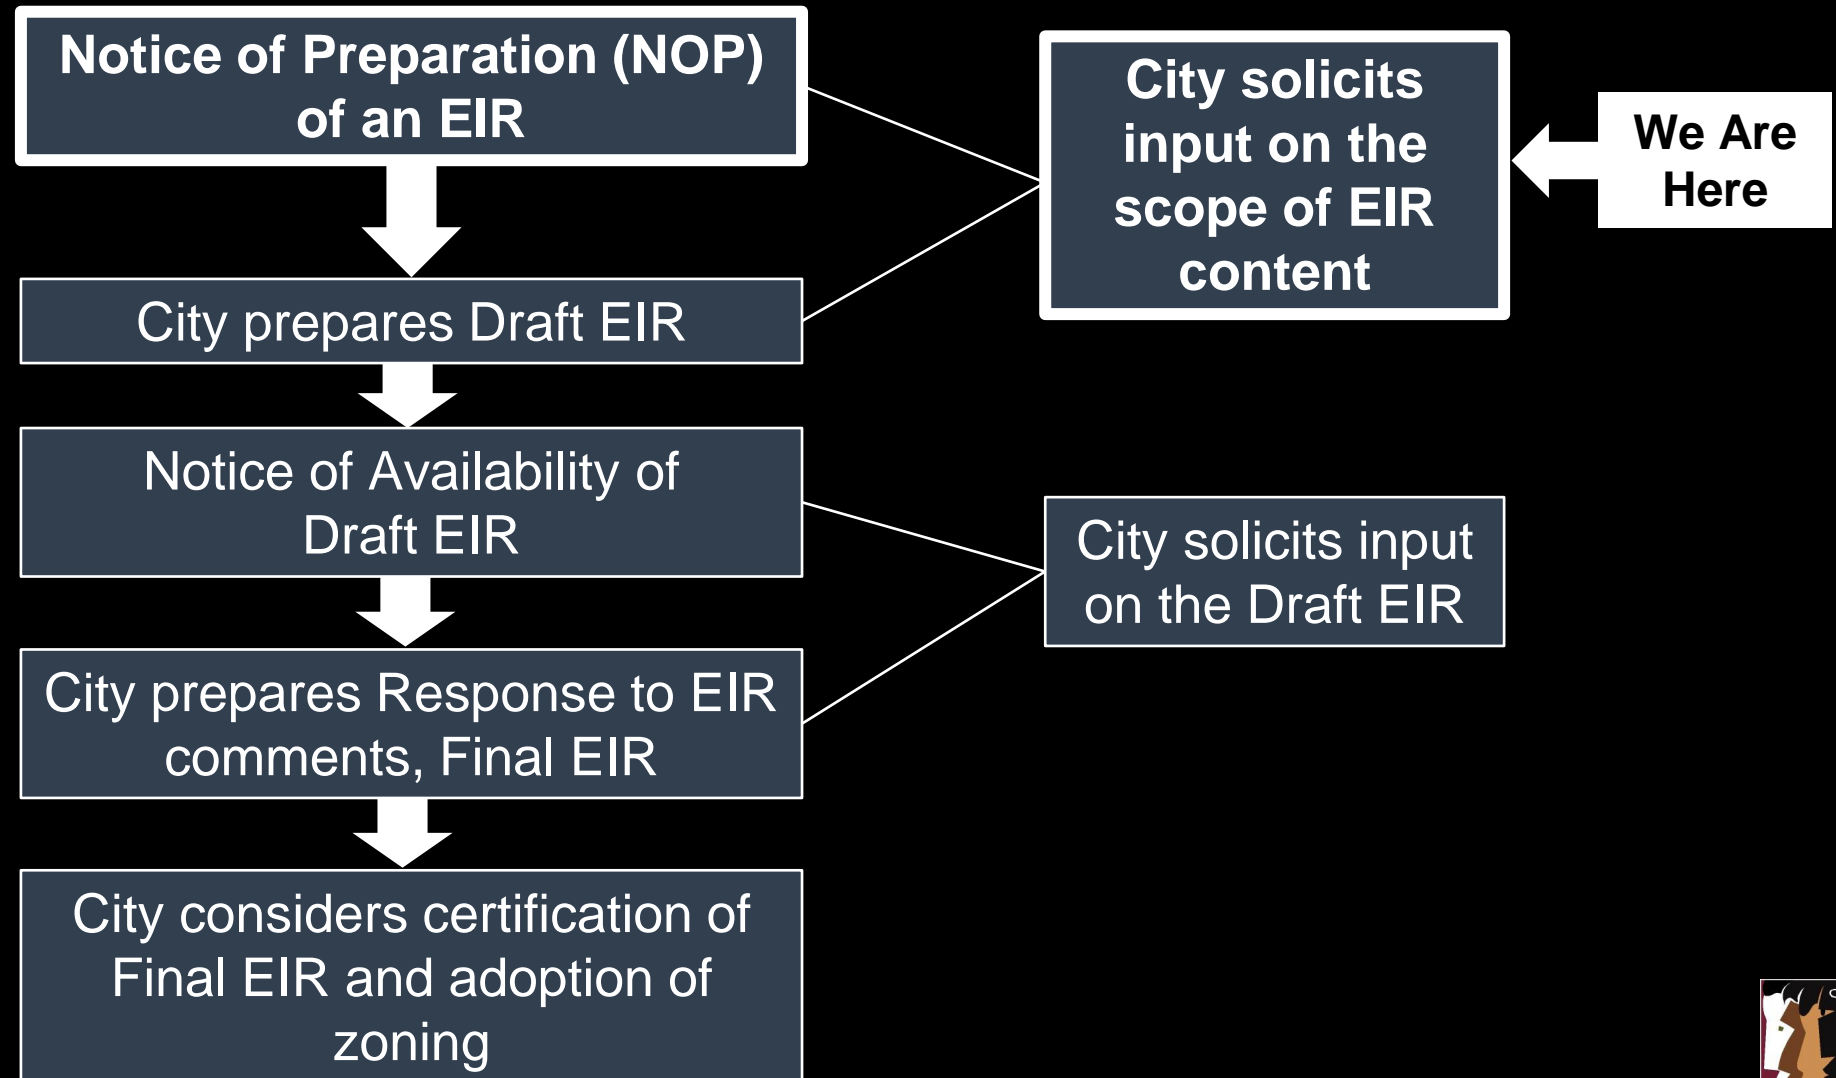 Notice of Preparation (NOP)
of an EIR
City solicits
input on the
scope of EIR
content
We Are
Here
City prepares Draft EIR
Notice of Availability of
Draft EIR
City solicits input
on the Draft EIR
City prepares Response to EIR
comments, Final EIR
City considers certification of
Final EIR and adoption of
zoning